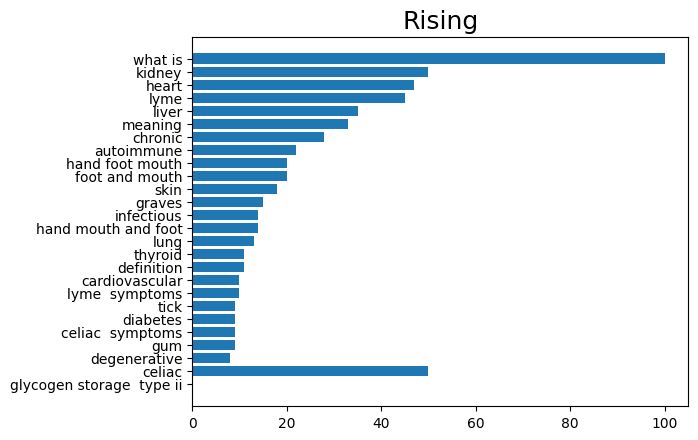 Rising
what is
kidney
heart
lyme
liver
meaning
chronic
autoimmune
hand foot mouth
foot and mouth
skin
graves
infectious
hand mouth and foot
lung
thyroid
definition
cardiovascular
lyme  symptoms
tick
diabetes
celiac  symptoms
gum
degenerative
celiac
glycogen storage  type ii
0 20 40 60 80 100